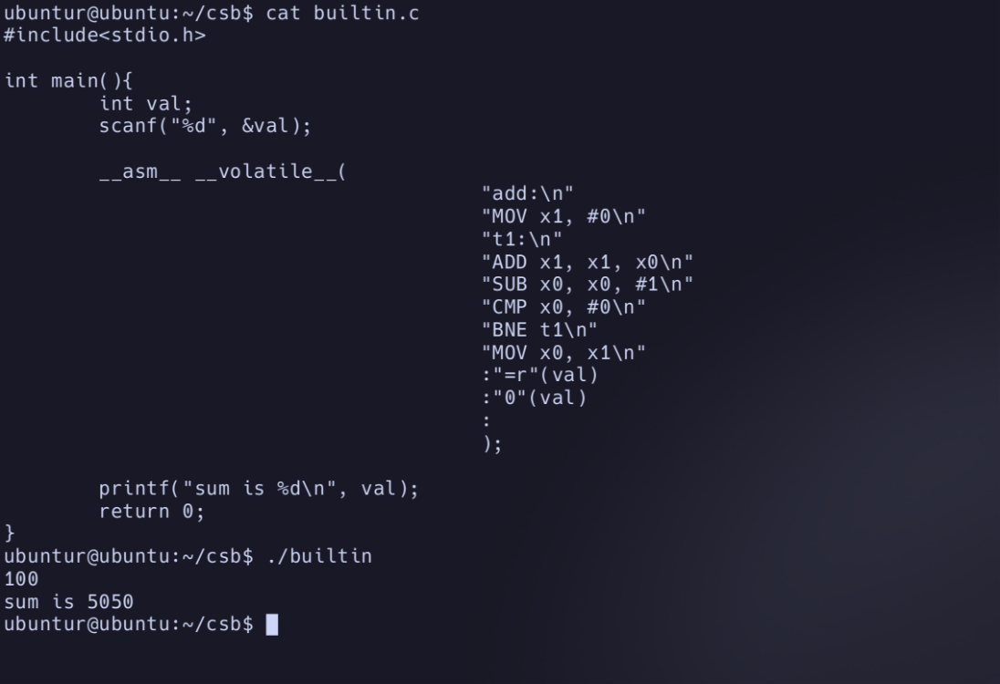 ubuntur@ubuntu:~/csb$ cat builtin.c
#include<stdio.h>
int main(){
int val;
scanf("%d", &val);
__asm__ __volatile__(
"add:\n"
"MOV x1, #0\n"
"t1:\n"
"ADD x1, x1, x0\n"
"SUB x0, x0, #1\n"
"CMP x0, #0\n"
"BNE t1\n"
"MOV x0, x1\n"
:"=r"(val)
:"0"(val)
:
);
printf("sum is %d\n", val);
return 0;
}
ubuntur@ubuntu:~/csb$ ./builtin
100
sum is 5050
ubuntur@ubuntu:~/csb$